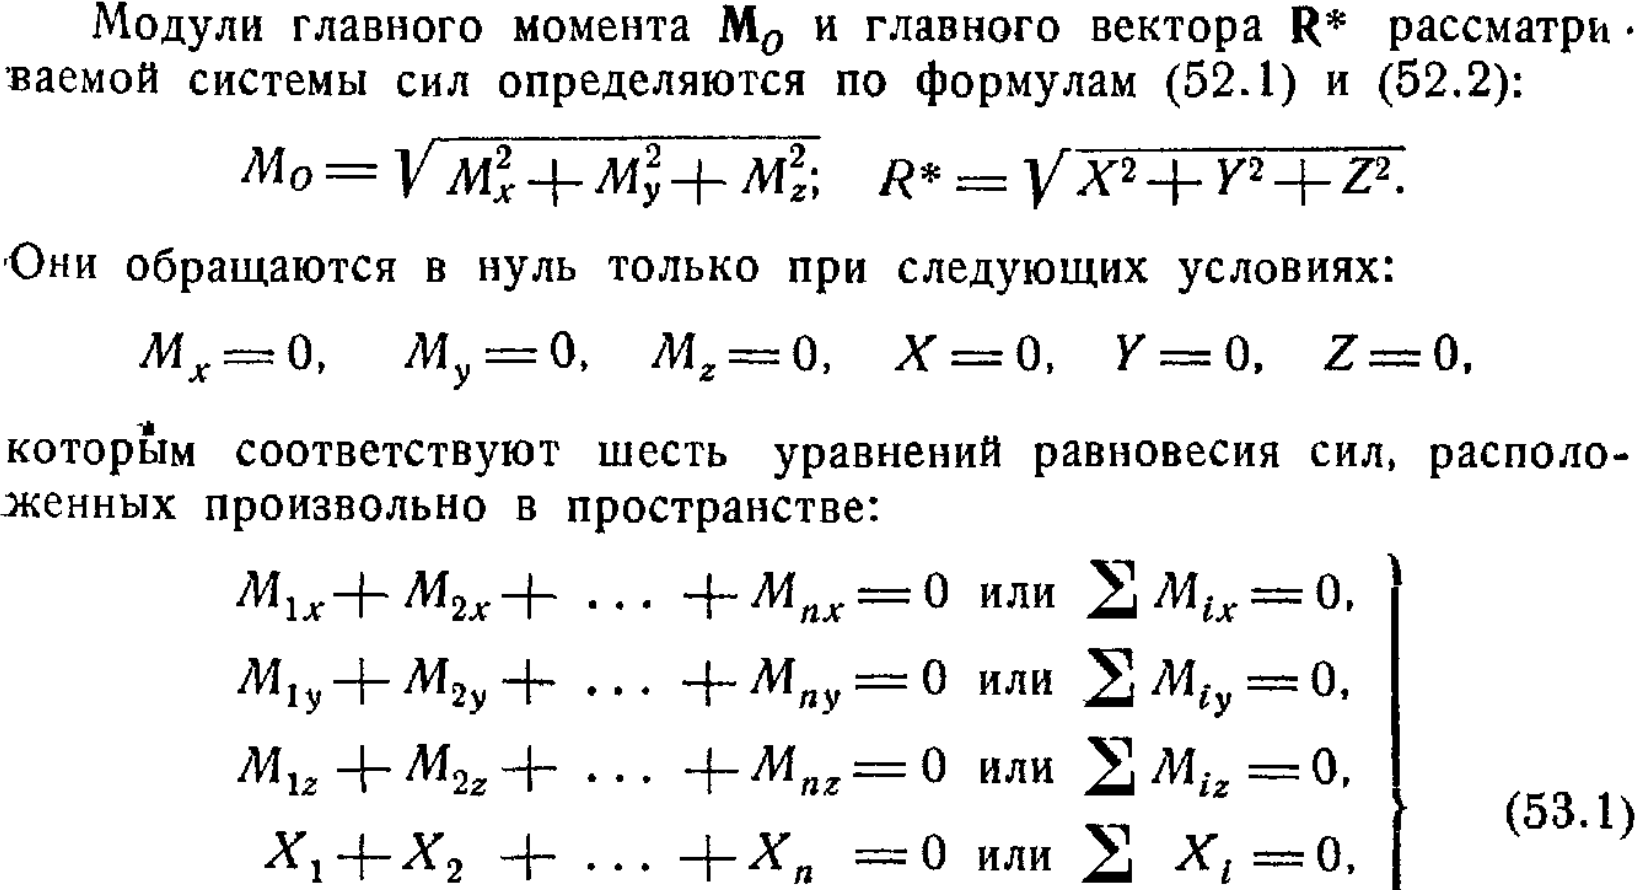 Модули главного момента M_O и главного вектора R* рассматри-
ваемой системы сил определяются по формулам (52.1) и (52.2):
M_O = √(M_x² + M_y² + M_z²); R* = √(X² + Y² + Z²).
Они обращаются в нуль только при следующих условиях:
M_x = 0, M_y = 0, M_z = 0, X = 0, Y = 0, Z = 0,
которым соответствуют шесть уравнений равновесия сил, располо-
женных произвольно в пространстве:
M_1x + M_2x + ... + M_nx = 0 или ∑ M_ix = 0,
M_1y + M_2y + ... + M_ny = 0 или ∑ M_iy = 0,
M_1z + M_2z + ... + M_nz = 0 или ∑ M_iz = 0,
(53.1)
X_1 + X_2 + ... + X_n = 0 или ∑ X_i = 0,